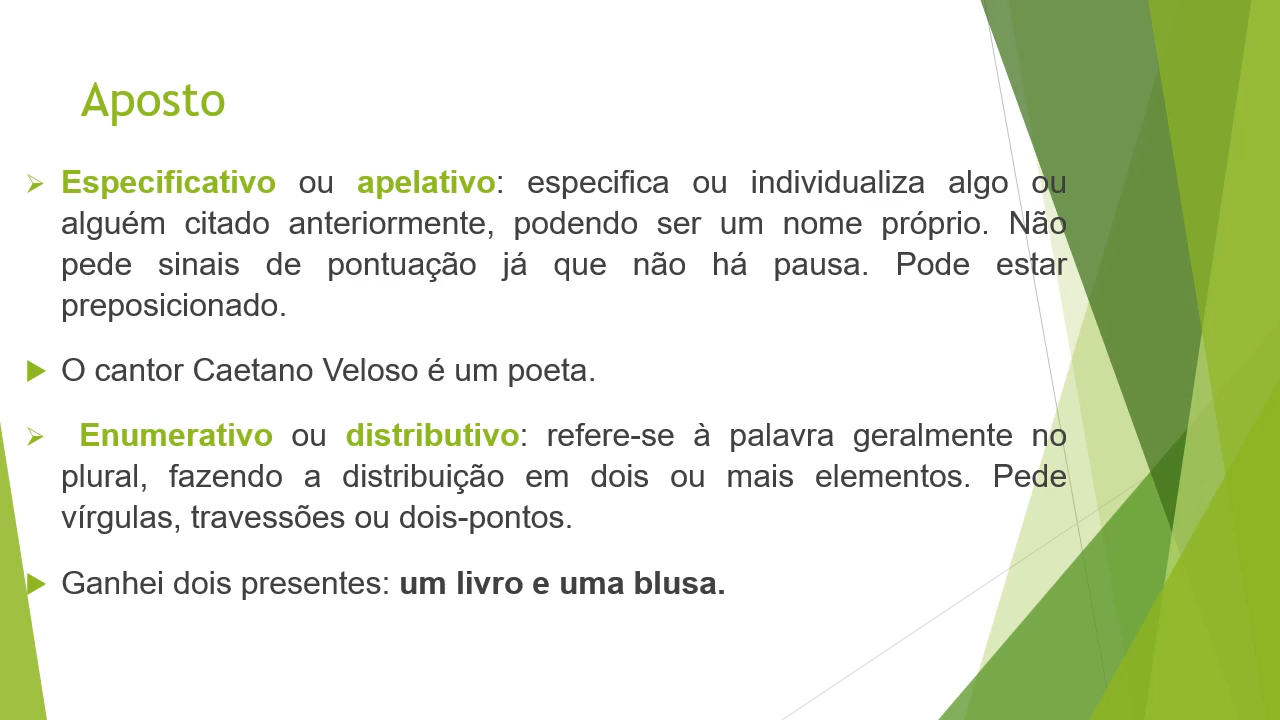 Aposto
Especificativo ou apelativo: especifica ou individualiza algo ou
alguém citado anteriormente, podendo ser um nome próprio. Não
pede sinais de pontuação já que não há pausa. Pode estar
preposicionado.
O cantor Caetano Veloso é um poeta.
Enumerativo ou distributivo: refere-se à palavra geralmente no
plural, fazendo a distribuição em dois ou mais elementos. Pede
vírgulas, travessões ou dois-pontos.
Ganhei dois presentes: um livro e uma blusa.